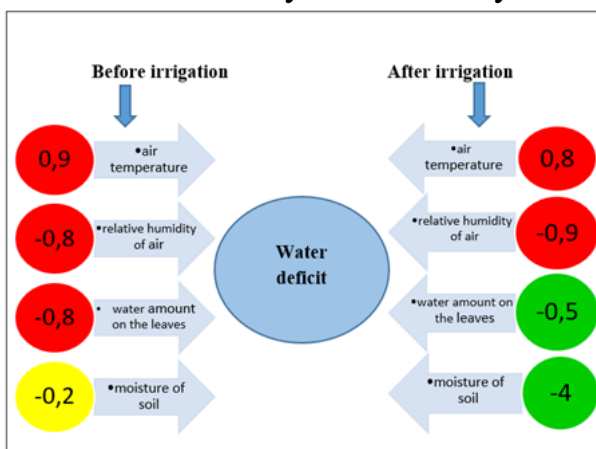 Before irrigation
After irrigation
0,9
•air
temperature
•air
temperature
0,8
-0,8
•relative humidity
of air
Water
deficit
•relative humidity
of air
-0,9
-0,8
• water amount
on the leaves
•water amount on
the leaves
-0,5
-0,2
•moisture of
soil
•moisture of
soil
-4